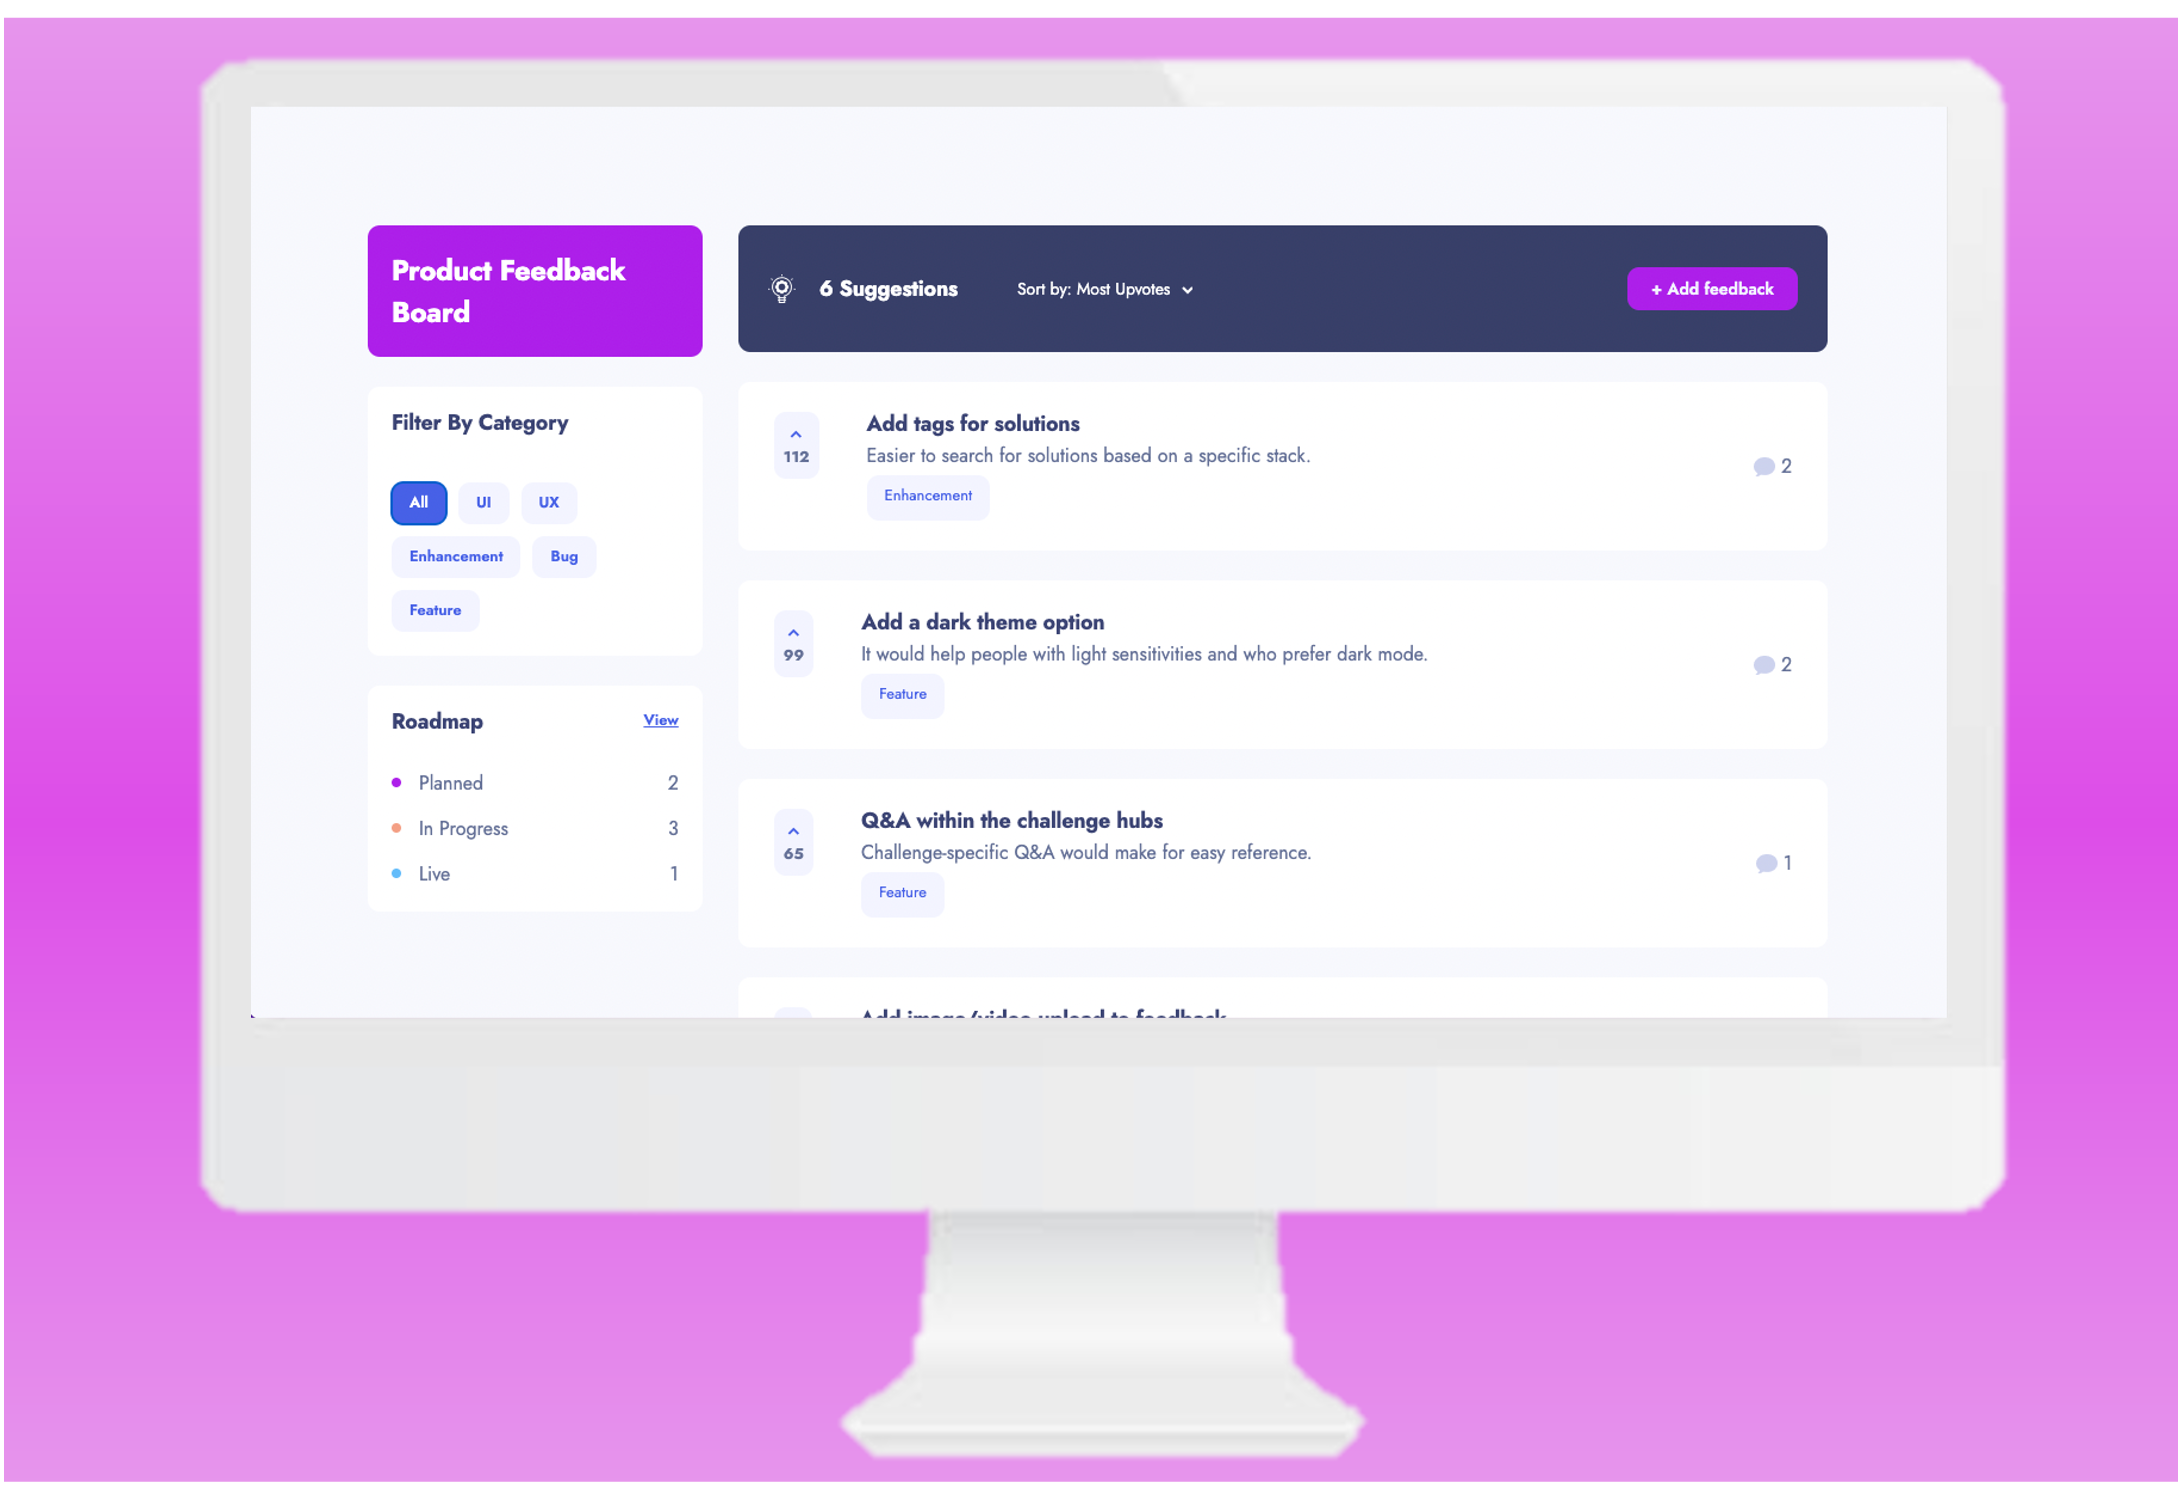 Product Feedback
Board
6 Suggestions
Sort by: Most Upvotes
+ Add feedback
Filter By Category
All
UI
UX
Enhancement
Bug
Feature
Roadmap
View
Planned
2
In Progress
3
Live
1
112
Add tags for solutions
Easier to search for solutions based on a specific stack.
Enhancement
2
99
Add a dark theme option
It would help people with light sensitivities and who prefer dark mode.
Feature
2
65
Q&A within the challenge hubs
Challenge-specific Q&A would make for easy reference.
Feature
1
Add image/video upload to feedback